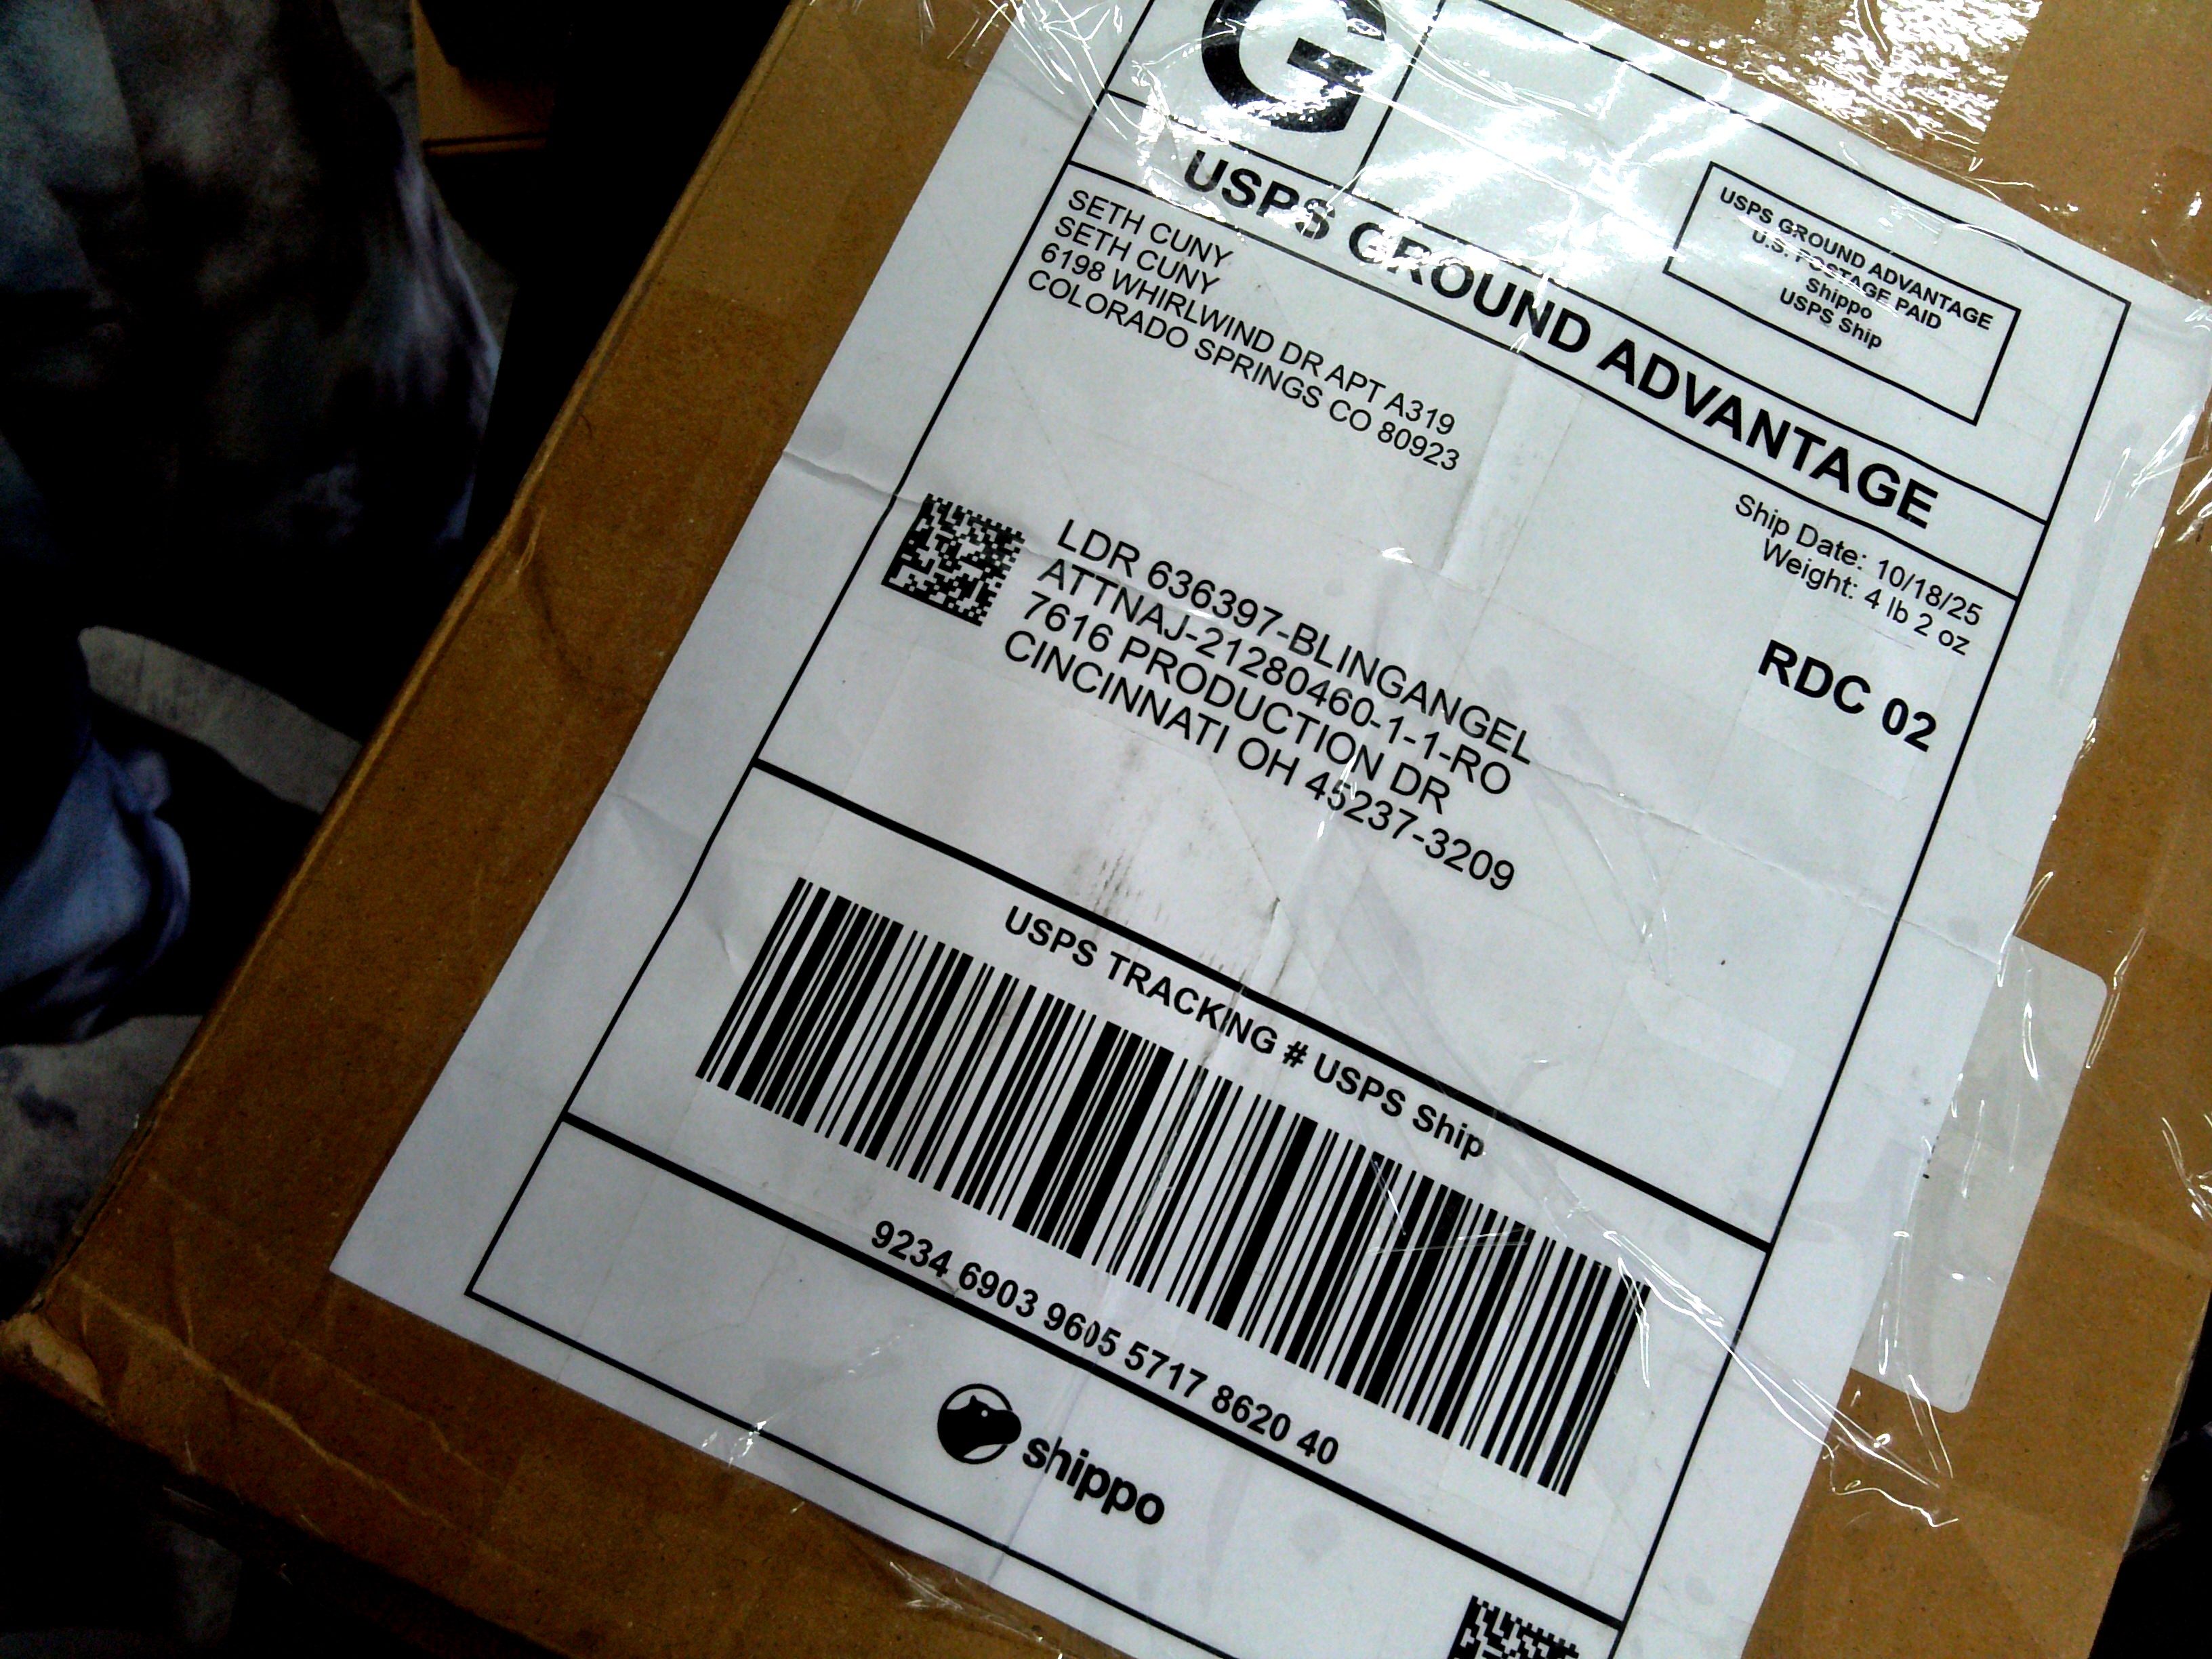 G
USPS GROUND ADVANTAGE
U.S. POSTAGE PAID
Shippo
USPS Ship
USPS GROUND ADVANTAGE
SETH CUNY
SETH CUNY
6198 WHIRLWIND DR APT A319
COLORADO SPRINGS CO 80923
Ship Date: 10/18/25
Weight: 4 lb 2 oz
RDC 02
LDR 636397-BLINGANGEL
ATTNAJ-21280460-1-1-RO
7616 PRODUCTION DR
CINCINNATI OH 45237-3209
USPS TRACKING # USPS Ship
9234 6903 9605 5717 8620 40
shippo